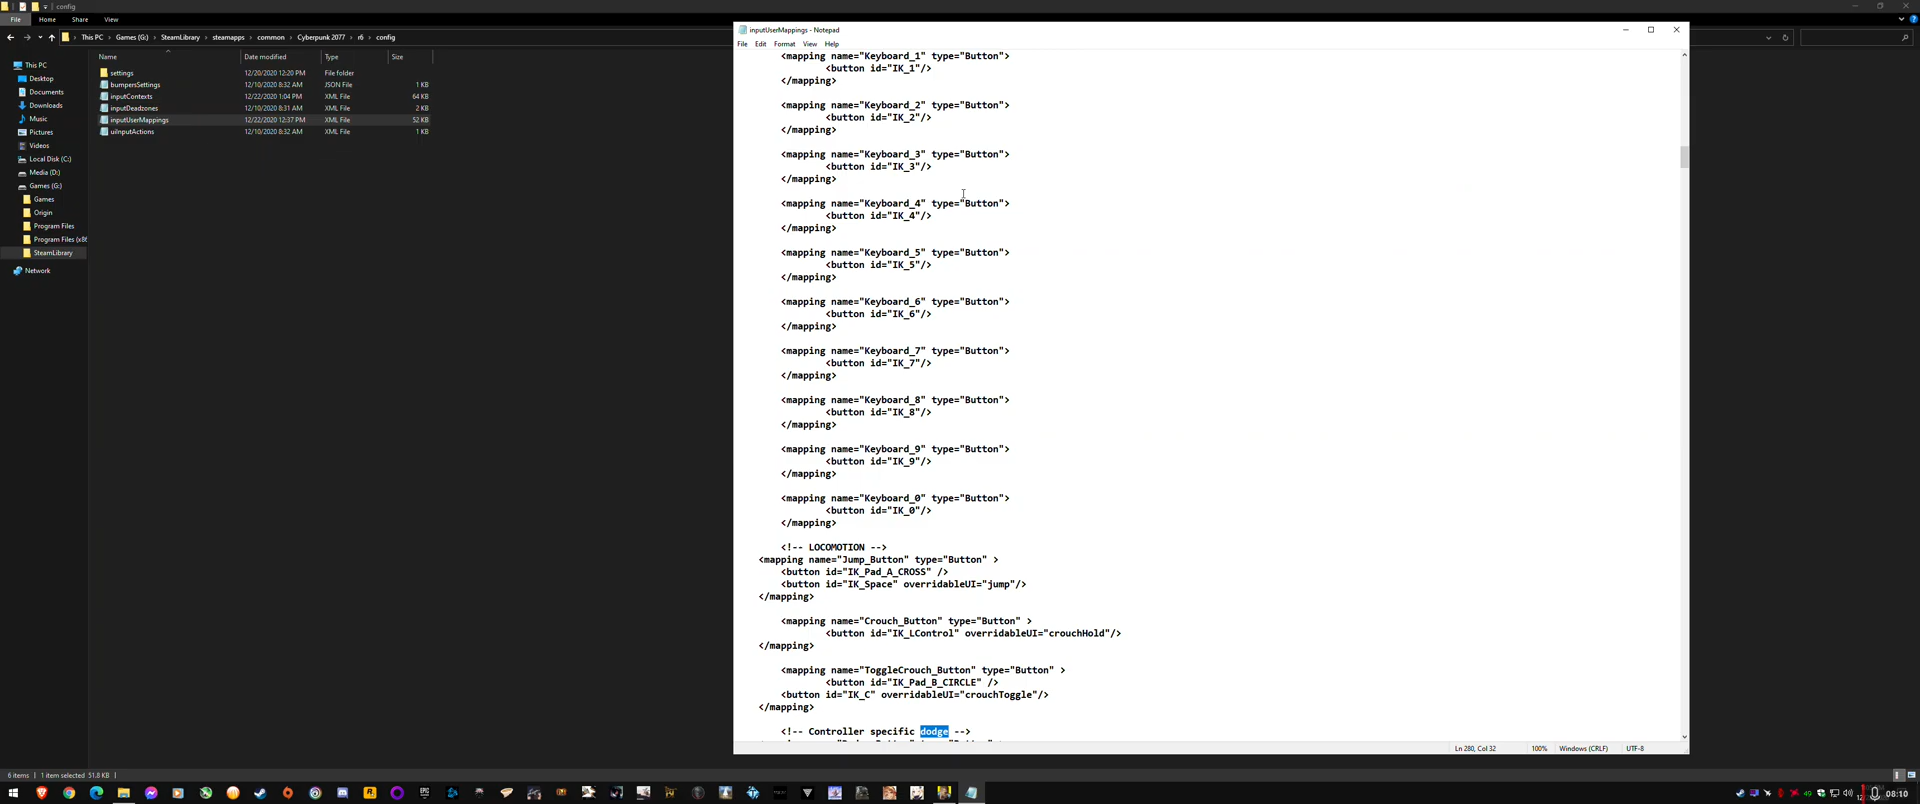 config
File Home Share View
This PC > Games (G:) > SteamLibrary > steamapps > common > Cyberpunk 2077 > r6 > config
Name Date modified Type Size
settings 12/20/2020 12:20 PM File folder
bumpersSettings 12/10/2020 8:32 AM JSON File 1 KB
inputContexts 12/22/2020 1:04 PM XML File 64 KB
inputDeadzones 12/10/2020 8:31 AM XML File 2 KB
inputUserMappings 12/22/2020 12:37 PM XML File 52 KB
uiInputActions 12/10/2020 8:32 AM XML File 1 KB
This PC
Desktop
Documents
Downloads
Music
Pictures
Videos
Local Disk (C:)
Media (D:)
Games (G:)
Games
Origin
Program Files
Program Files (x86
SteamLibrary
Network
inputUserMappings - Notepad
File Edit Format View Help
<mapping name="Keyboard_1" type="Button">
<button id="IK_1"/>
</mapping>
<mapping name="Keyboard_2" type="Button">
<button id="IK_2"/>
</mapping>
<mapping name="Keyboard_3" type="Button">
<button id="IK_3"/>
</mapping>
<mapping name="Keyboard_4" type="Button">
<button id="IK_4"/>
</mapping>
<mapping name="Keyboard_5" type="Button">
<button id="IK_5"/>
</mapping>
<mapping name="Keyboard_6" type="Button">
<button id="IK_6"/>
</mapping>
<mapping name="Keyboard_7" type="Button">
<button id="IK_7"/>
</mapping>
<mapping name="Keyboard_8" type="Button">
<button id="IK_8"/>
</mapping>
<mapping name="Keyboard_9" type="Button">
<button id="IK_9"/>
</mapping>
<mapping name="Keyboard_0" type="Button">
<button id="IK_0"/>
</mapping>
<!-- LOCOMOTION -->
<mapping name="Jump_Button" type="Button" >
<button id="IK_Pad_A_CROSS" />
<button id="IK_Space" overridableUI="jump"/>
</mapping>
<mapping name="Crouch_Button" type="Button" >
<button id="IK_LControl" overridableUI="crouchHold"/>
</mapping>
<mapping name="ToggleCrouch_Button" type="Button" >
<button id="IK_Pad_B_CIRCLE" />
<button id="IK_C" overridableUI="crouchToggle"/>
</mapping>
<!-- Controller specific dodge -->
Ln 280, Col 32 100% Windows (CRLF) UTF-8
6 items 1 item selected 51.8 KB
49 08:10